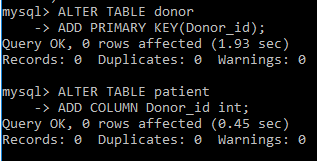 mysql> ALTER TABLE donor
    -> ADD PRIMARY KEY(Donor_id);
Query OK, 0 rows affected (1.93 sec)
Records: 0  Duplicates: 0  Warnings: 0

mysql> ALTER TABLE patient
    -> ADD COLUMN Donor_id int;
Query OK, 0 rows affected (0.45 sec)
Records: 0  Duplicates: 0  Warnings: 0